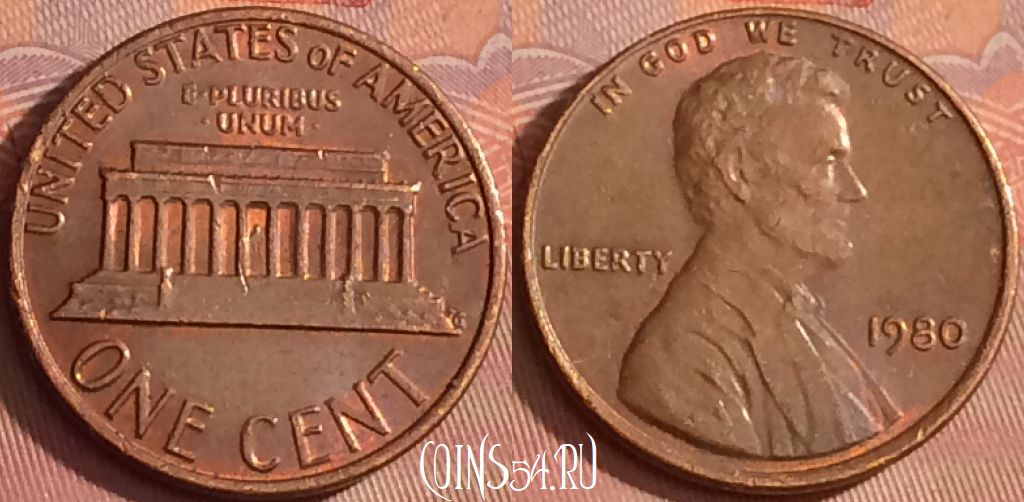 UNITED STATES OF AMERICA
E·PLURIBUS
·UNUM·
ONE CENT
IN GOD WE TRUST
LIBERTY
1980
COINS54.RU